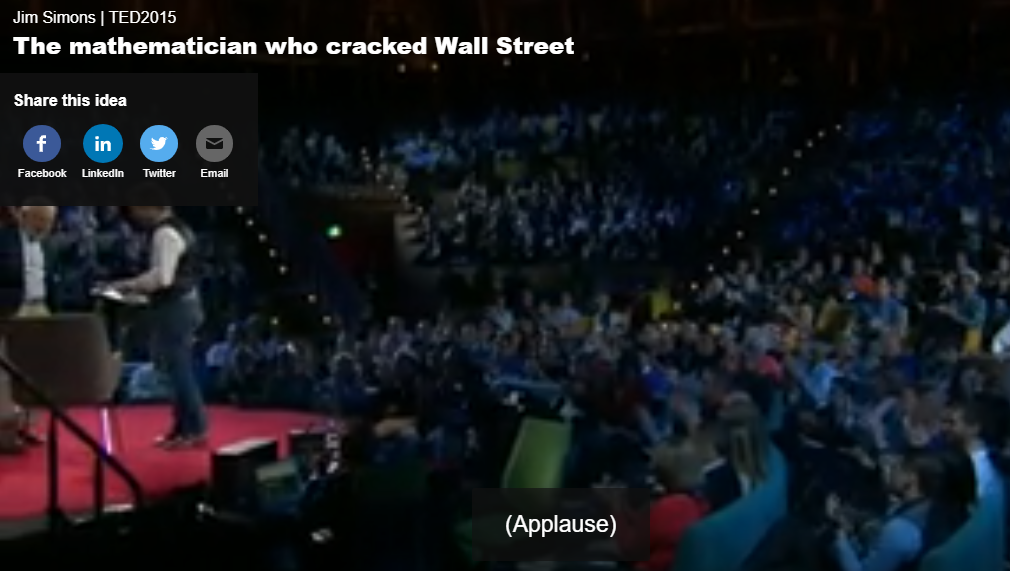 Jim Simons | TED2015
The mathematician who cracked Wall Street
Share this idea
Facebook LinkedIn Twitter Email
(Applause)